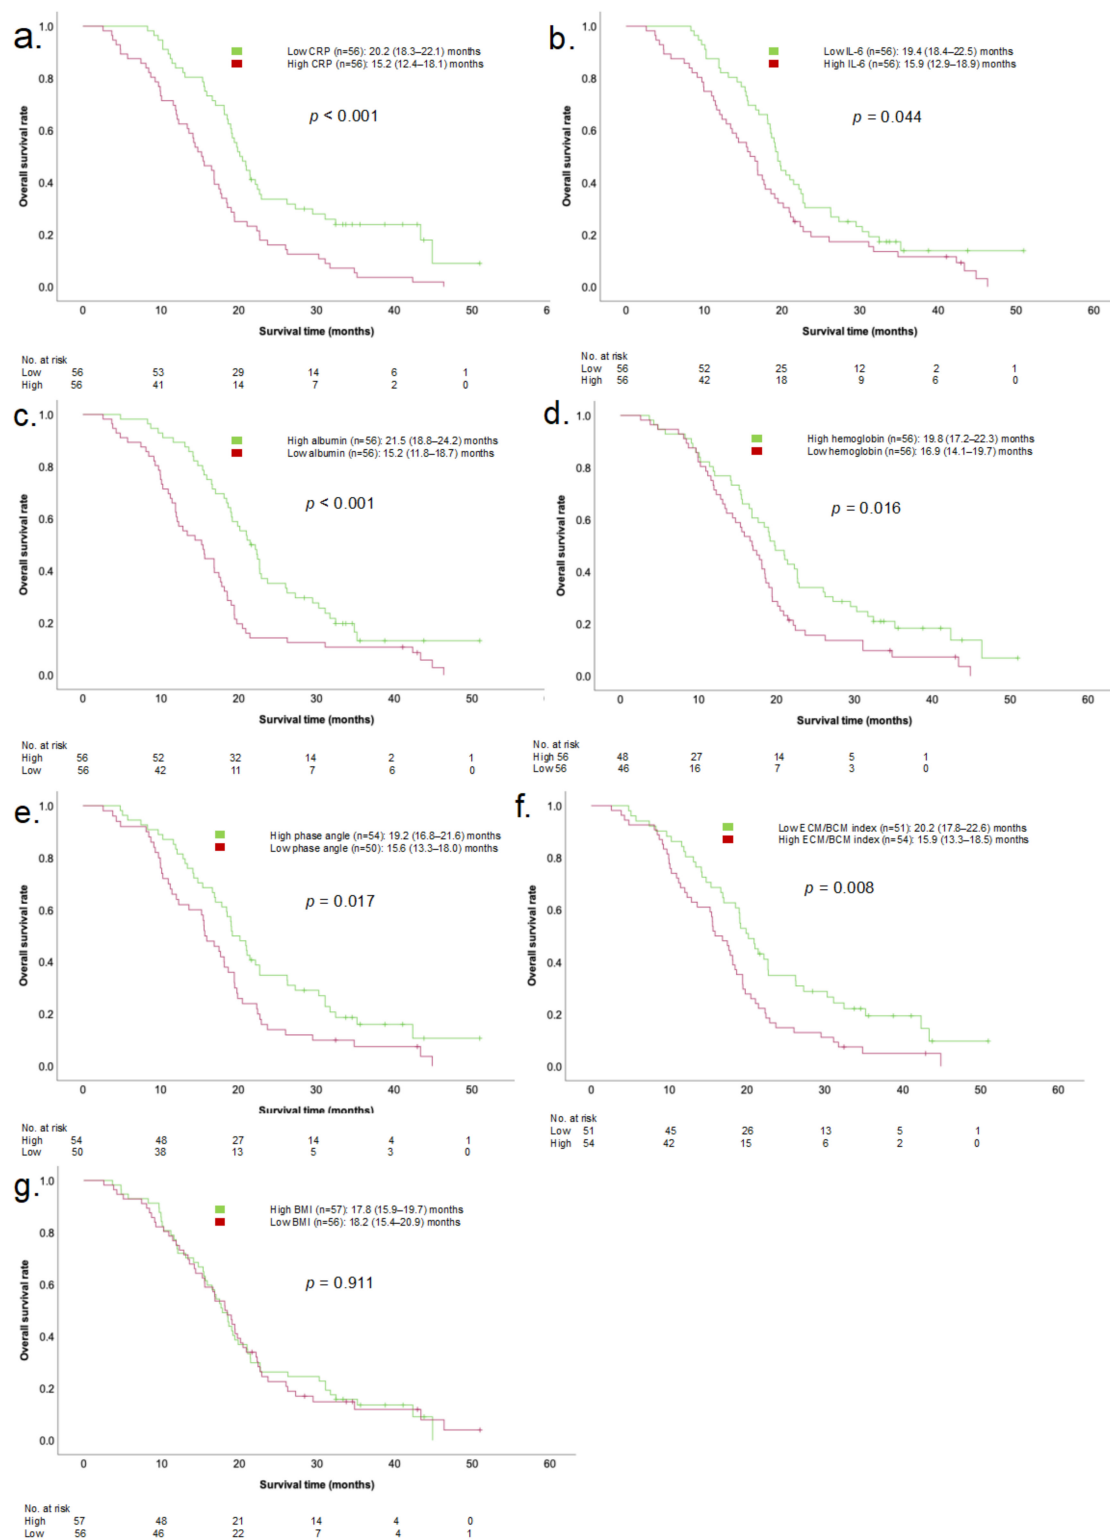 a.
Overall survival rate
1.0
0.8
0.6
0.4
0.2
0.0
Low CRP (n=56): 20.2 (18.3–22.1) months
High CRP (n=56): 15.2 (12.4–18.1) months
p < 0.001
0 10 20 30 40 50 6
Survival time (months)
No. at risk
Low 56 53 29 14 6 1
High 56 41 14 7 2 0
b.
Overall survival rate
1.0
0.8
0.6
0.4
0.2
0.0
Low IL-6 (n=56): 19.4 (18.4–22.5) months
High IL-6 (n=56): 15.9 (12.9–18.9) months
p = 0.044
0 10 20 30 40 50 60
Survival time (months)
No. at risk
Low 56 52 25 12 2 1
High 56 42 18 9 6 0
c.
Overall survival rate
1.0
0.8
0.6
0.4
0.2
0.0
High albumin (n=56): 21.5 (18.8–24.2) months
Low albumin (n=56): 15.2 (11.8–18.7) months
p < 0.001
0 10 20 30 40 50
Survival time (months)
No. at risk
High 56 52 32 14 2 1
Low 56 42 11 7 6 0
d.
Overall survival rate
1.0
0.8
0.6
0.4
0.2
0.0
High hemoglobin (n=56): 19.8 (17.2–22.3) months
Low hemoglobin (n=56): 16.9 (14.1–19.7) months
p = 0.016
0 10 20 30 40 50 60
Survival time (months)
No. at risk
High 56 48 27 14 5 1
Low 56 46 16 7 3 0
e.
Overall survival rate
1.0
0.8
0.6
0.4
0.2
0.0
High phase angle (n=54): 19.2 (16.8–21.6) months
Low phase angle (n=50): 15.6 (13.3–18.0) months
p = 0.017
0 10 20 30 40 50
Survival time (months)
No. at risk
High 54 48 27 14 4 1
Low 50 38 13 5 3 0
f.
Overall survival rate
1.0
0.8
0.6
0.4
0.2
0.0
Low ECM/BCM index (n=51): 20.2 (17.8–22.6) months
High ECM/BCM index (n=54): 15.9 (13.3–18.5) months
p = 0.008
0 10 20 30 40 50 60
No. at risk
Low 51 45 26 13 5 1
High 54 42 15 6 2 0
g.
Overall survival rate
1.0
0.8
0.6
0.4
0.2
0.0
High BMI (n=57): 17.8 (15.9–19.7) months
Low BMI (n=56): 18.2 (15.4–20.9) months
p = 0.911
0 10 20 30 40 50 60
Survival time (months)
No. at risk
High 57 48 21 14 4 0
Low 56 46 22 7 4 1